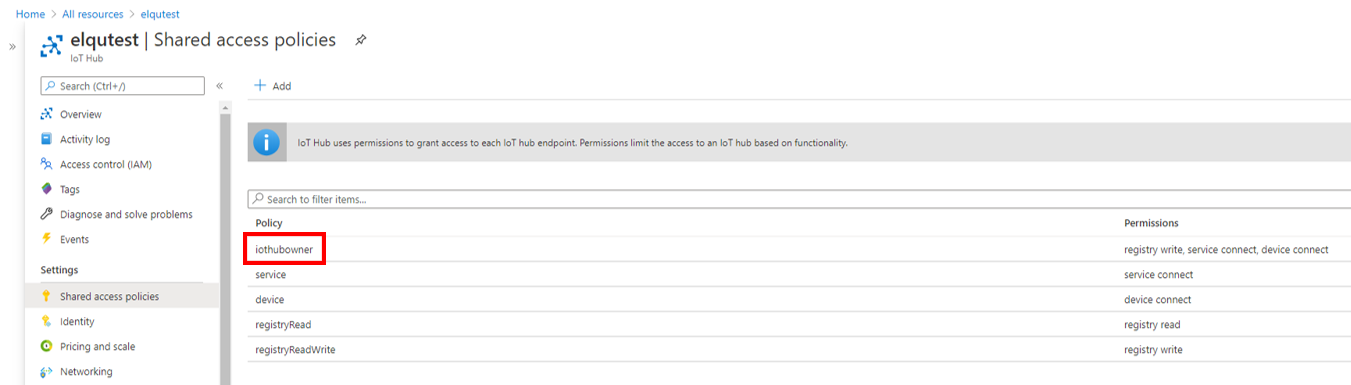 Home > All resources > elqutest
» elqutest | Shared access policies
IoT Hub
Search (Ctrl+/) «
+ Add
Overview
Activity log
Access control (IAM)
Tags
Diagnose and solve problems
Events
Settings
Shared access policies
Identity
Pricing and scale
Networking
i IoT Hub uses permissions to grant access to each IoT hub endpoint. Permissions limit the access to an IoT hub based on functionality.
Search to filter items...
Policy Permissions
iothubowner registry write, service connect, device connect
service service connect
device device connect
registryRead registry read
registryReadWrite registry write